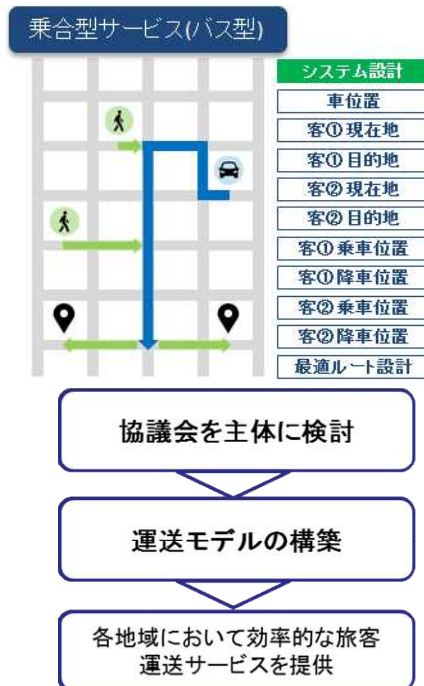 乗合型サービス(バス型)
システム設計
車位置
客①現在地
客①目的地
客②現在地
客②目的地
客①乗車位置
客①降車位置
客②乗車位置
客②降車位置
最適ルート設計
協議会を主体に検討
運送モデルの構築
各地域において効率的な旅客
運送サービスを提供